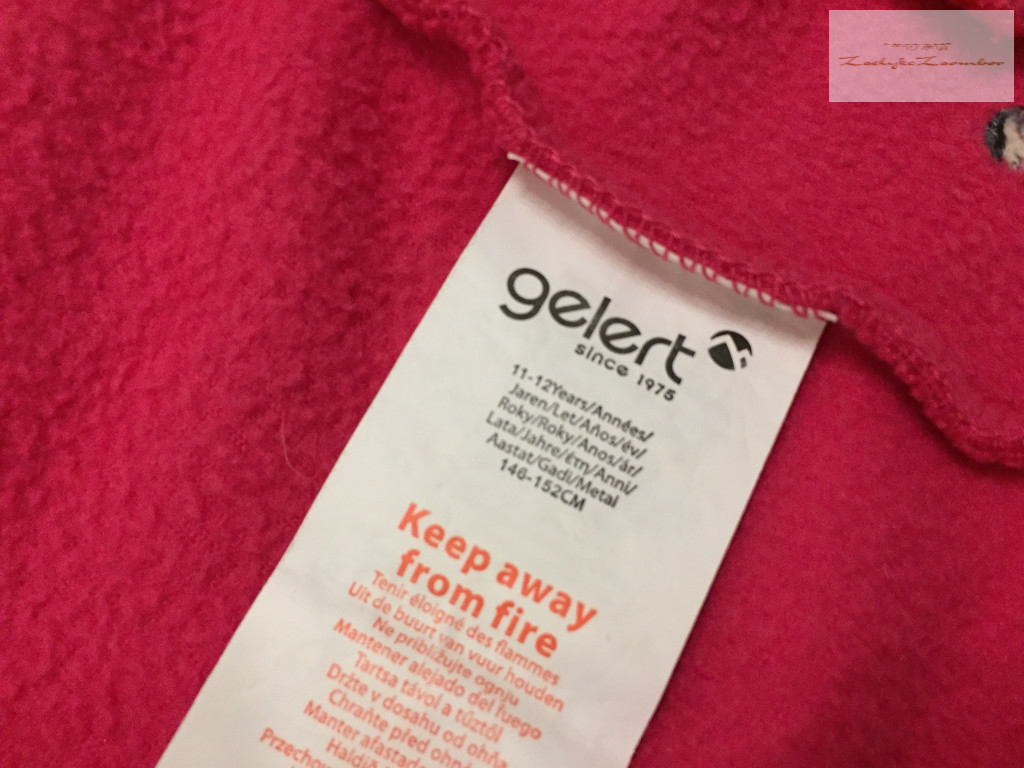 gelert
since 1975
11-12Years/Années/
Jaren/Let/Años/év/
Roky/Roky/Anos/år/
Lata/Jahre/έτη/Anni/
Aastat/Gadi/Metal
146-152CM
Keep away
from fire
Tenir éloigné des flammes
Uit de buurt van vuur houden
Ne približujte ognju
Mantener alejado del fuego
Tartsa távol a tűztől
Držte v dosahu od ohňa
Chraňte před
Manter